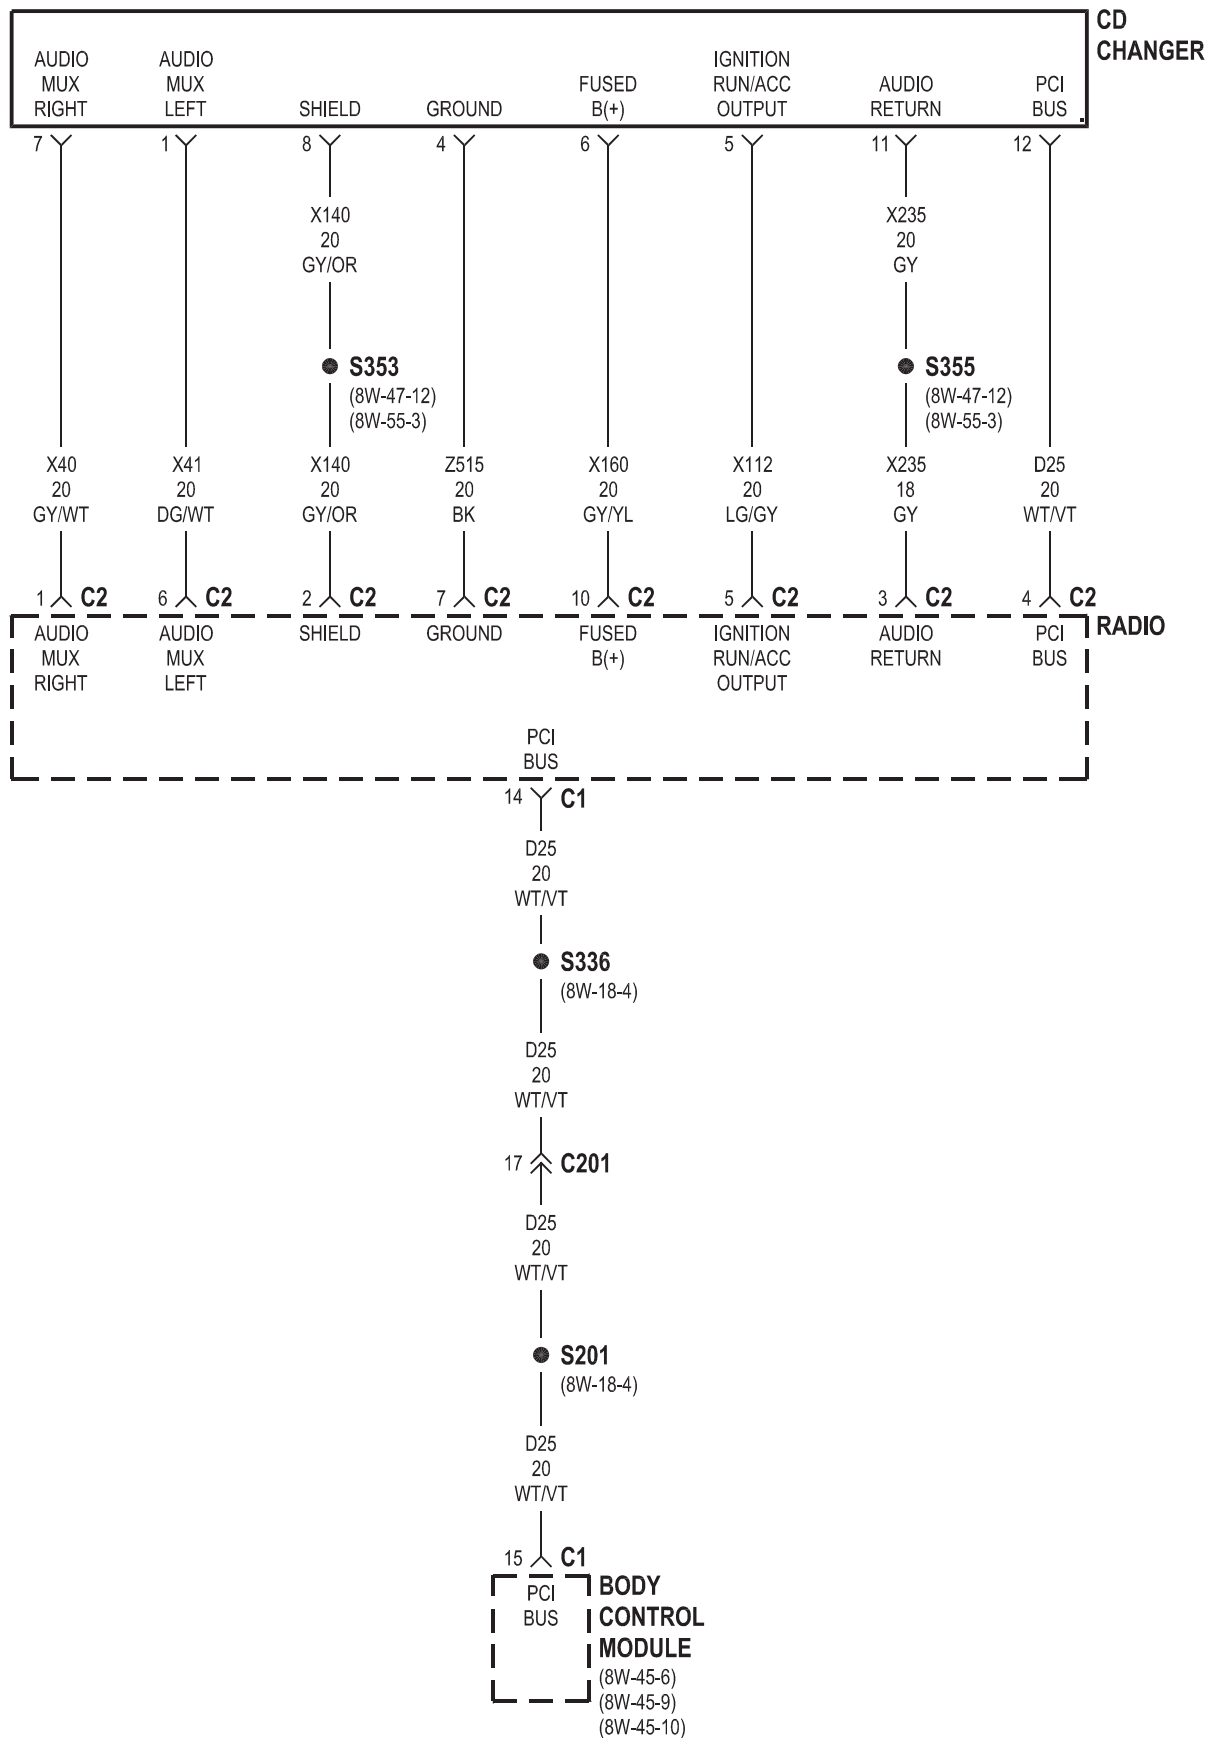 CD
CHANGER
AUDIO
MUX
RIGHT
AUDIO
MUX
LEFT
SHIELD
GROUND
FUSED
B(+)
IGNITION
RUN/ACC
OUTPUT
AUDIO
RETURN
PCI
BUS
7
1
8
4
6
5
11
12
X140
20
GY/OR
X235
20
GY
S353
(8W-47-12)
(8W-55-3)
S355
(8W-47-12)
(8W-55-3)
X40
20
GY/WT
X41
20
DG/WT
X140
20
GY/OR
Z515
20
BK
X160
20
GY/YL
X112
20
LG/GY
X235
18
GY
D25
20
WT/VT
1 C2
6 C2
2 C2
7 C2
10 C2
5 C2
3 C2
4 C2
RADIO
AUDIO
MUX
RIGHT
AUDIO
MUX
LEFT
SHIELD
GROUND
FUSED
B(+)
IGNITION
RUN/ACC
OUTPUT
AUDIO
RETURN
PCI
BUS
PCI
BUS
14 C1
D25
20
WT/VT
S336
(8W-18-4)
D25
20
WT/VT
17 C201
D25
20
WT/VT
S201
(8W-18-4)
D25
20
WT/VT
15 C1
PCI
BUS
BODY
CONTROL
MODULE
(8W-45-6)
(8W-45-9)
(8W-45-10)